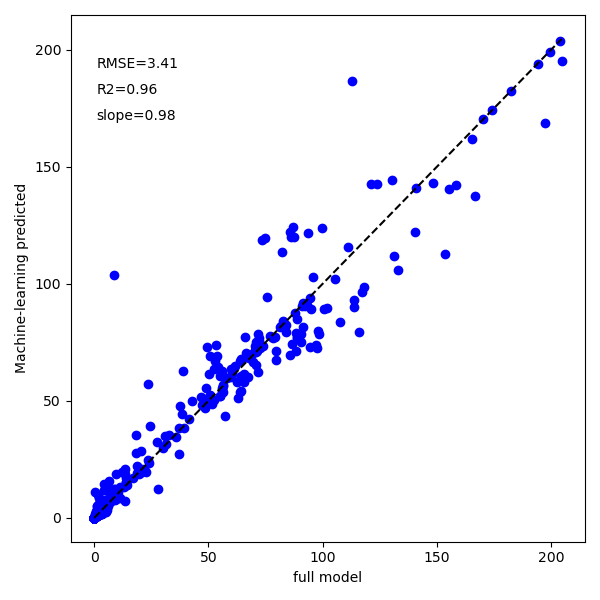 RMSE=3.41
R2=0.96
slope=0.98
Machine-learning predicted
200
150
100
50
0
0 50 100 150 200
full model